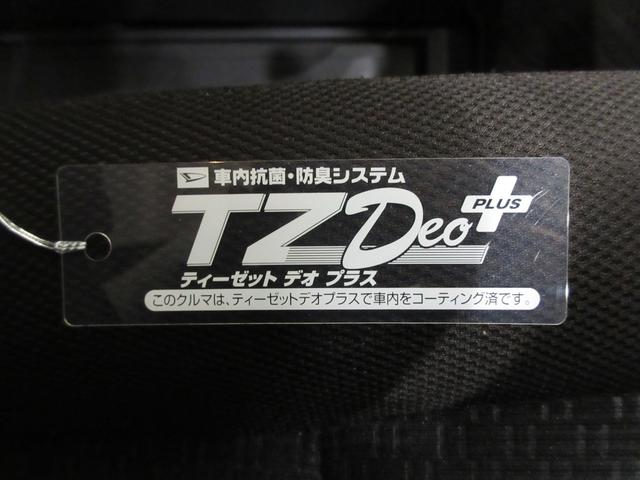 車内抗菌・防臭システム
TZ Deo PLUS
ティーゼット デオ プラス
このクルマは、ティーゼットデオプラスで車内をコーティング済です。